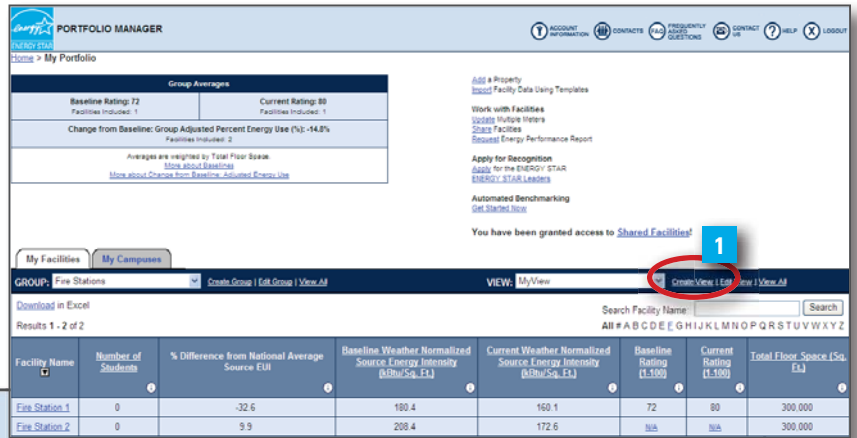 energy
ENERGY STAR
PORTFOLIO MANAGER
ACCOUNT INFORMATION
CONTACTS
FAQ FREQUENTLY ASKED QUESTIONS
CONTACT US
? HELP
X LOGOUT
Home > My Portfolio
Group Averages
Baseline Rating: 72
Facilities Included: 1
Current Rating: 80
Facilities Included: 1
Change from Baseline: Group Adjusted Percent Energy Use (%): -14.8%
Facilities Included: 2
Averages are weighted by Total Floor Space.
More about Baselines
More about Change from Baseline: Adjusted Energy Use
Add a Property
Import Facility Data Using Templates
Work with Facilities
Update Multiple Meters
Share Facilities
Request Energy Performance Report
Apply for Recognition
Apply for the ENERGY STAR
ENERGY STAR Leaders
Automated Benchmarking
Get Started Now
You have been granted access to Shared Facilities!
1
My Facilities
My Campuses
GROUP: Fire Stations
Create Group | Edit Group | View All
VIEW: MyView
Create View | Edit View | View All
Download in Excel
Search Facility Name
Search
Results 1 - 2 of 2
All # A B C D E F G H I J K L M N O P Q R S T U V W X Y Z
Facility Name
Number of Students
% Difference from National Average Source EUI
Baseline Weather Normalized Source Energy Intensity (kBtu/Sq. Ft.)
Current Weather Normalized Source Energy Intensity (kBtu/Sq. Ft.)
Baseline Rating (1-100)
Current Rating (1-100)
Total Floor Space (Sq. Ft.)
Fire Station 1 0 -32.6 180.4 160.1 72 80 300,000
Fire Station 2 0 9.9 208.4 172.6 N/A N/A 300,000